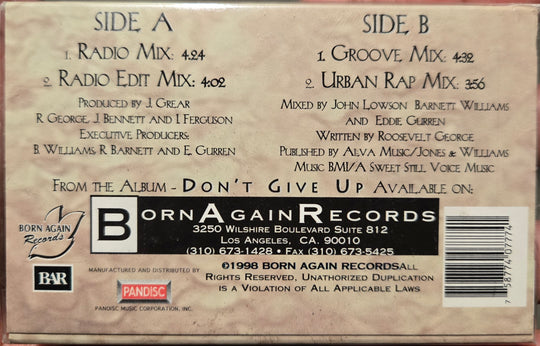 SIDE A
1. RADIO MIX: 4:24
2. RADIO EDIT MIX: 4:02
PRODUCED BY J. GREAR
R. GEORGE, J. BENNETT AND I. FERGUSON
EXECUTIVE PRODUCERS:
B. WILLIAMS, R. BARNETT AND E. GURREN
SIDE B
1. GROOVE MIX: 4:32
2. URBAN RAP MIX: 3:56
MIXED BY JOHN LOWSON BARNETT WILLIAMS
AND EDDIE GURREN
WRITTEN BY ROOSEVELT GEORGE
PUBLISHED BY ALVA MUSIC/JONES & WILLIAMS
MUSIC BMI/A SWEET STILL VOICE MUSIC
FROM THE ALBUM - DON'T GIVE UP AVAILABLE ON:
BORN AGAIN
Records
BORN AGAIN RECORDS
3250 WILSHIRE BOULEVARD SUITE 812
LOS ANGELES, CA. 90010
(310) 673-1428 • FAX (310) 673-5425
BAR
MANUFACTURED AND DISTRIBUTED BY
PANDISC
PANDISC MUSIC CORPORATION, INC.
©1998 BORN AGAIN RECORDSALL
RIGHTS RESERVED, UNATHORIZED DUPLICATION
IS A VIOLATION OF ALL APPLICABLE LAWS
7 58774 07774